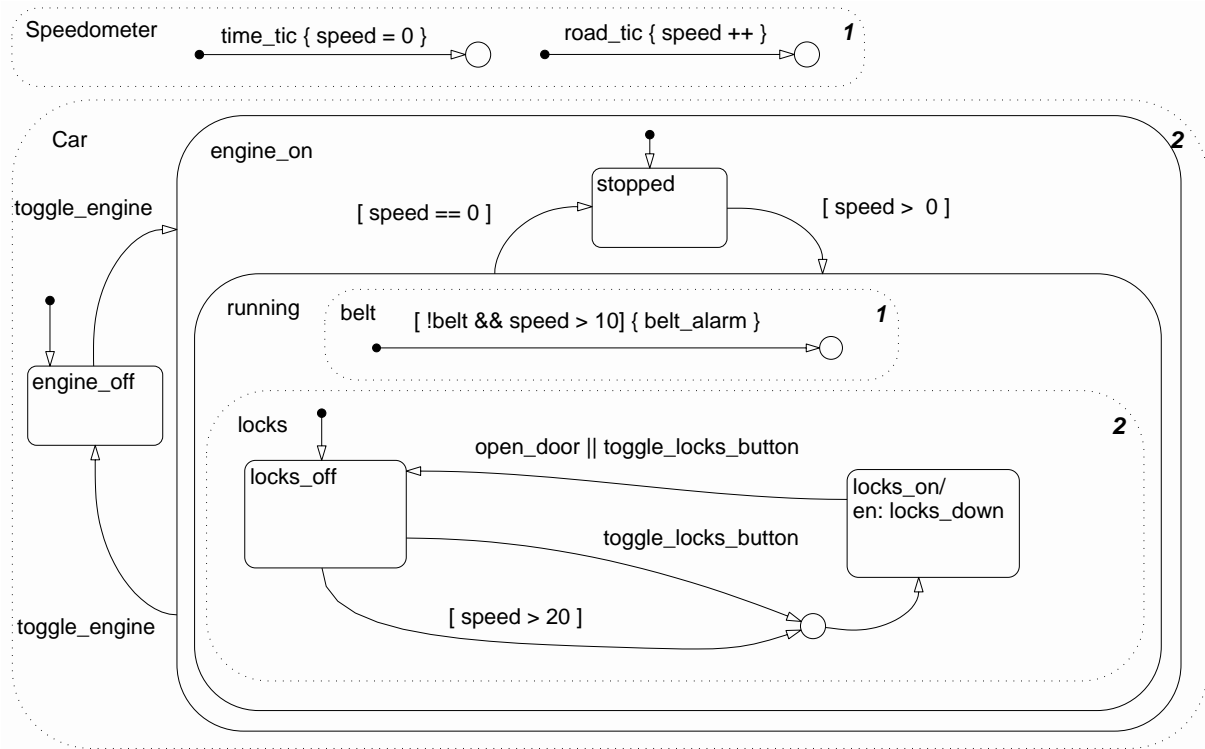 Speedometer
time_tic { speed = 0 }
road_tic { speed ++ }
1
Car
2
engine_on
toggle_engine
stopped
[ speed == 0 ]
[ speed >  0 ]
running
belt
[ !belt && speed > 10] { belt_alarm }
1
engine_off
locks
2
open_door || toggle_locks_button
locks_off
locks_on/
en: locks_down
toggle_locks_button
[ speed > 20 ]
toggle_engine